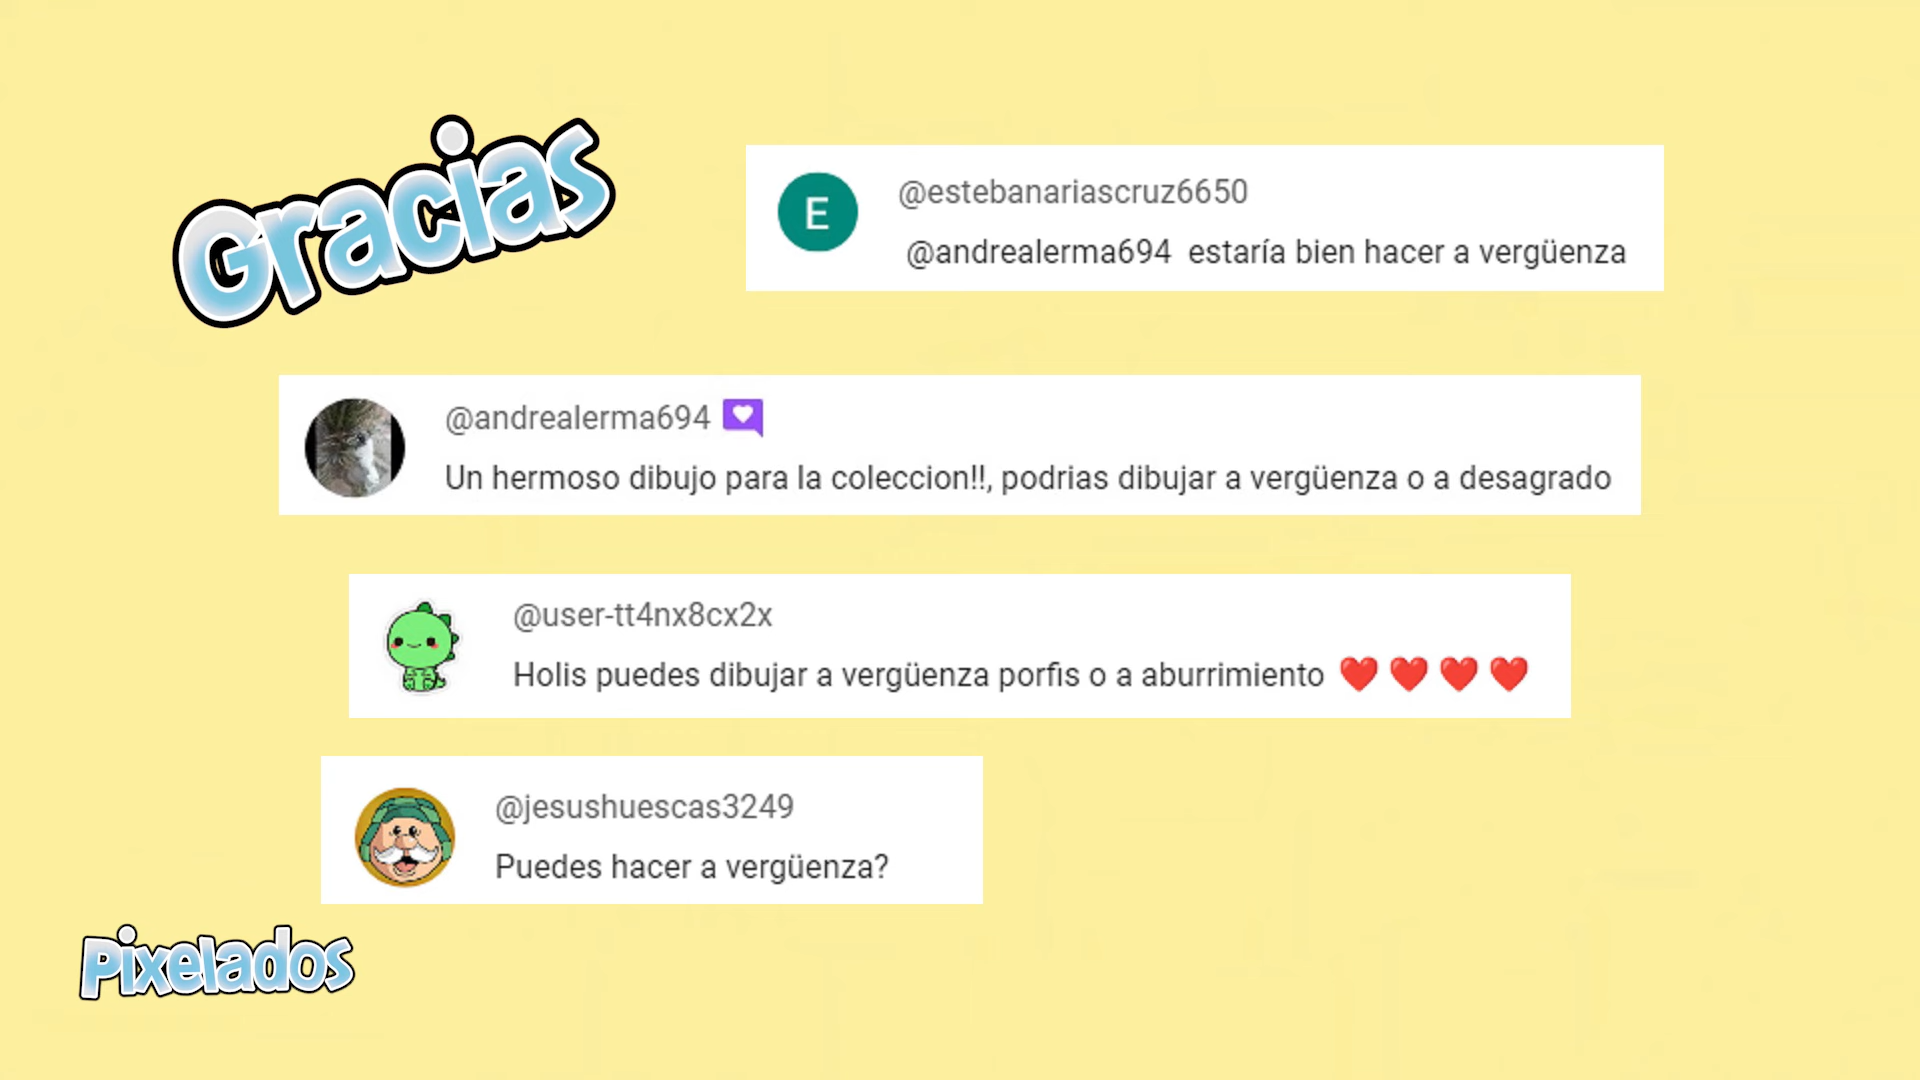 Gracias
@estebanariascruz6650
@andrealerma694 estaría bien hacer a vergüenza
@andrealerma694
Un hermoso dibujo para la coleccion!!, podrias dibujar a vergüenza o a desagrado
@user-tt4nx8cx2x
Holis puedes dibujar a vergüenza porfis o a aburrimiento ❤️❤️❤️❤️
@jesushuescas3249
Puedes hacer a vergüenza?
Pixelados
E